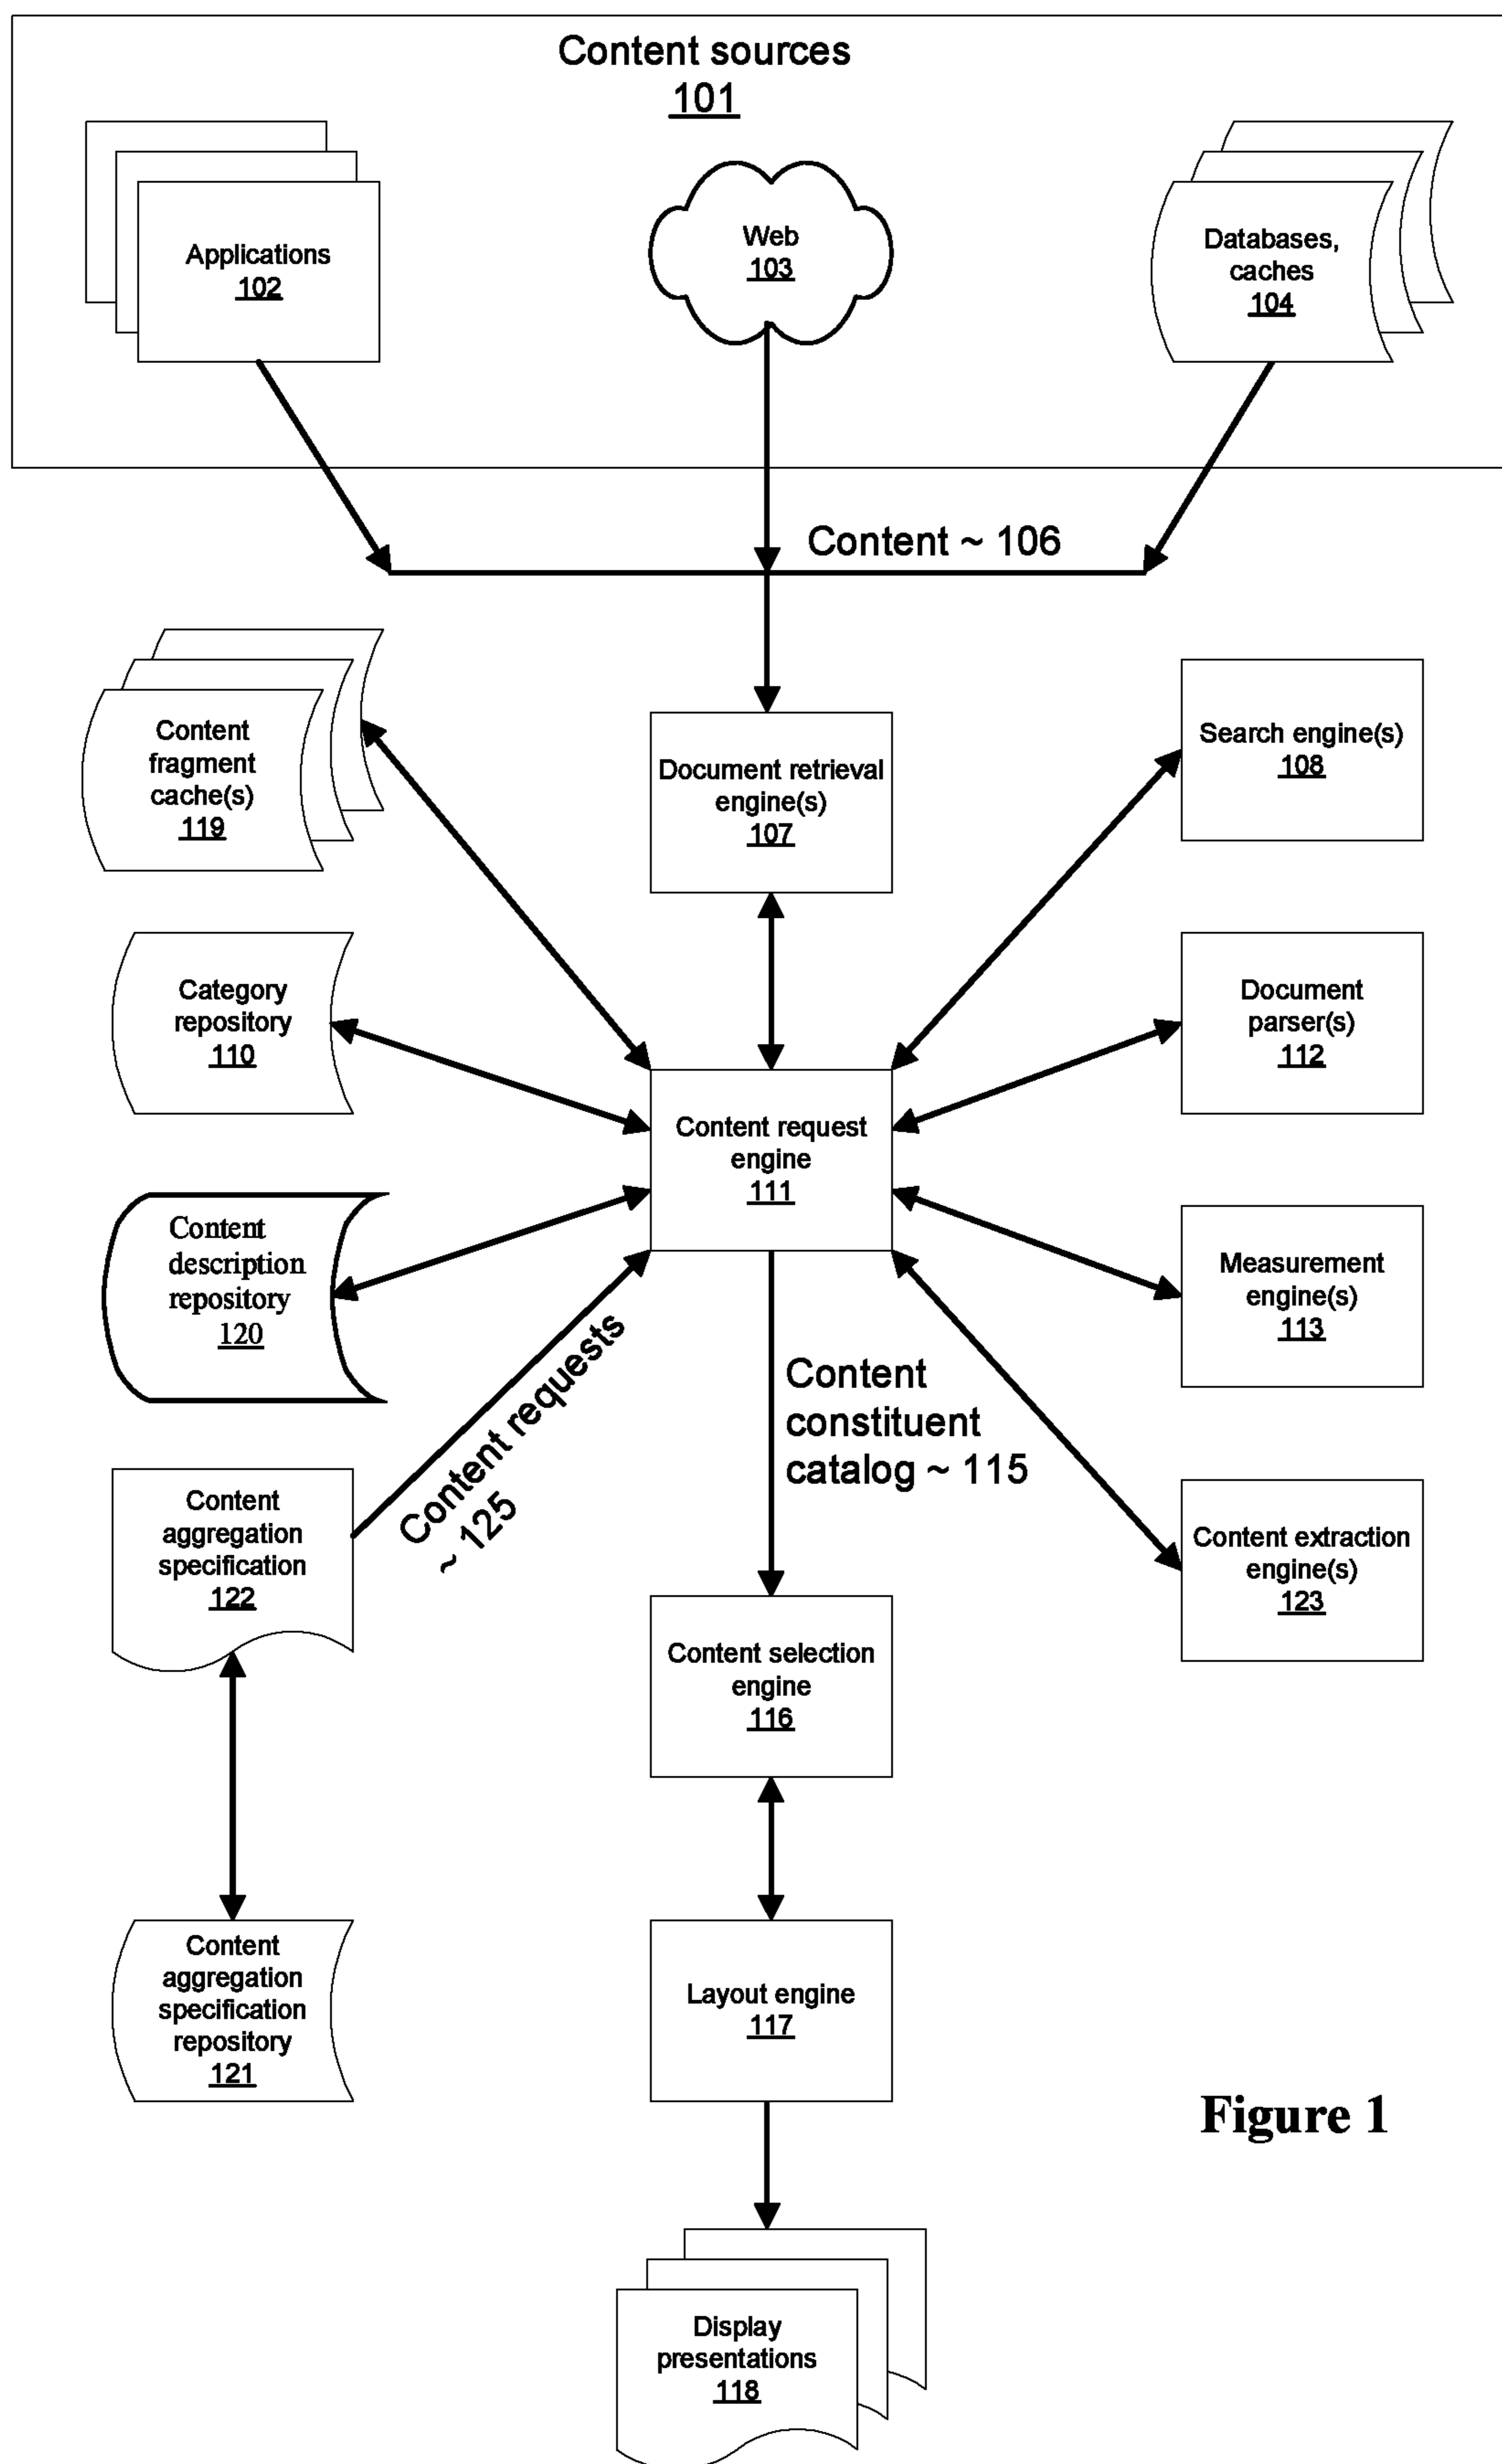 Content sources
101
Applications
102
Web
103
Databases,
caches
104
Content ~ 106
Content
fragment
cache(s)
119
Document retrieval
engine(s)
107
Search engine(s)
108
Category
repository
110
Document
parser(s)
112
Content request
engine
111
Content
description
repository
120
Measurement
engine(s)
113
Content requests
~ 125
Content
constituent
catalog ~ 115
Content
aggregation
specification
122
Content extraction
engine(s)
123
Content selection
engine
116
Content
aggregation
specification
repository
121
Layout engine
117
Figure 1
Display
presentations
118